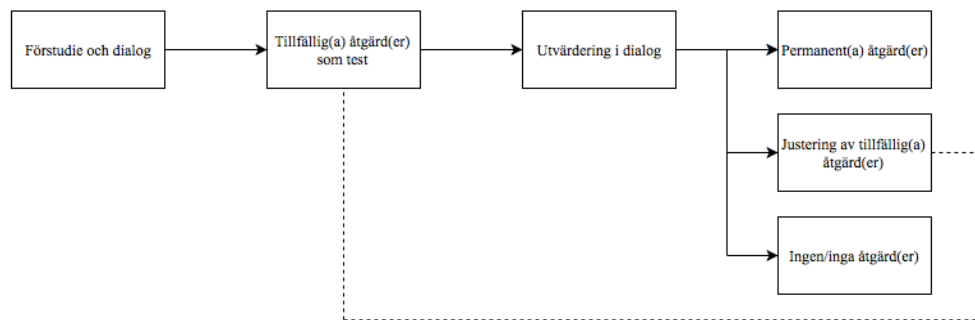 Förstudie och dialog
Tillfällig(a) åtgärd(er)
som test
Utvärdering i dialog
Permanent(a) åtgärd(er)
Justering av tillfällig(a)
åtgärd(er)
Ingen/inga åtgärd(er)